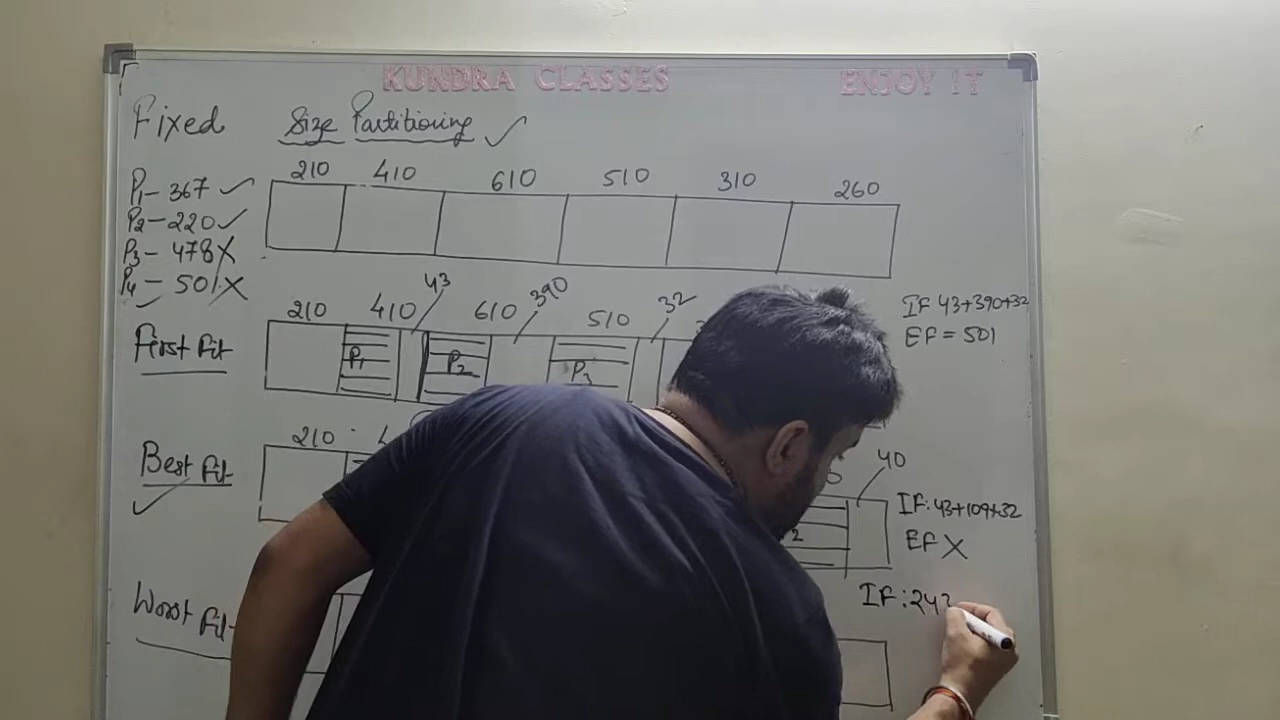 KUNDRA CLASSES ENJOY IT
Fixed Size Partitioning ✓
210 410 610 510 310 260
P1 - 367 ✓
P2 - 220 ✓
P3 - 478 X
P4 - 501 X
43 390 32
210 410 610 510
First Fit
P1 P2 P3
IF 43+390+32
EF = 501
210
40
Best Fit
2
IF: 43+109+32
EF X
Worst Fit
IF: 243